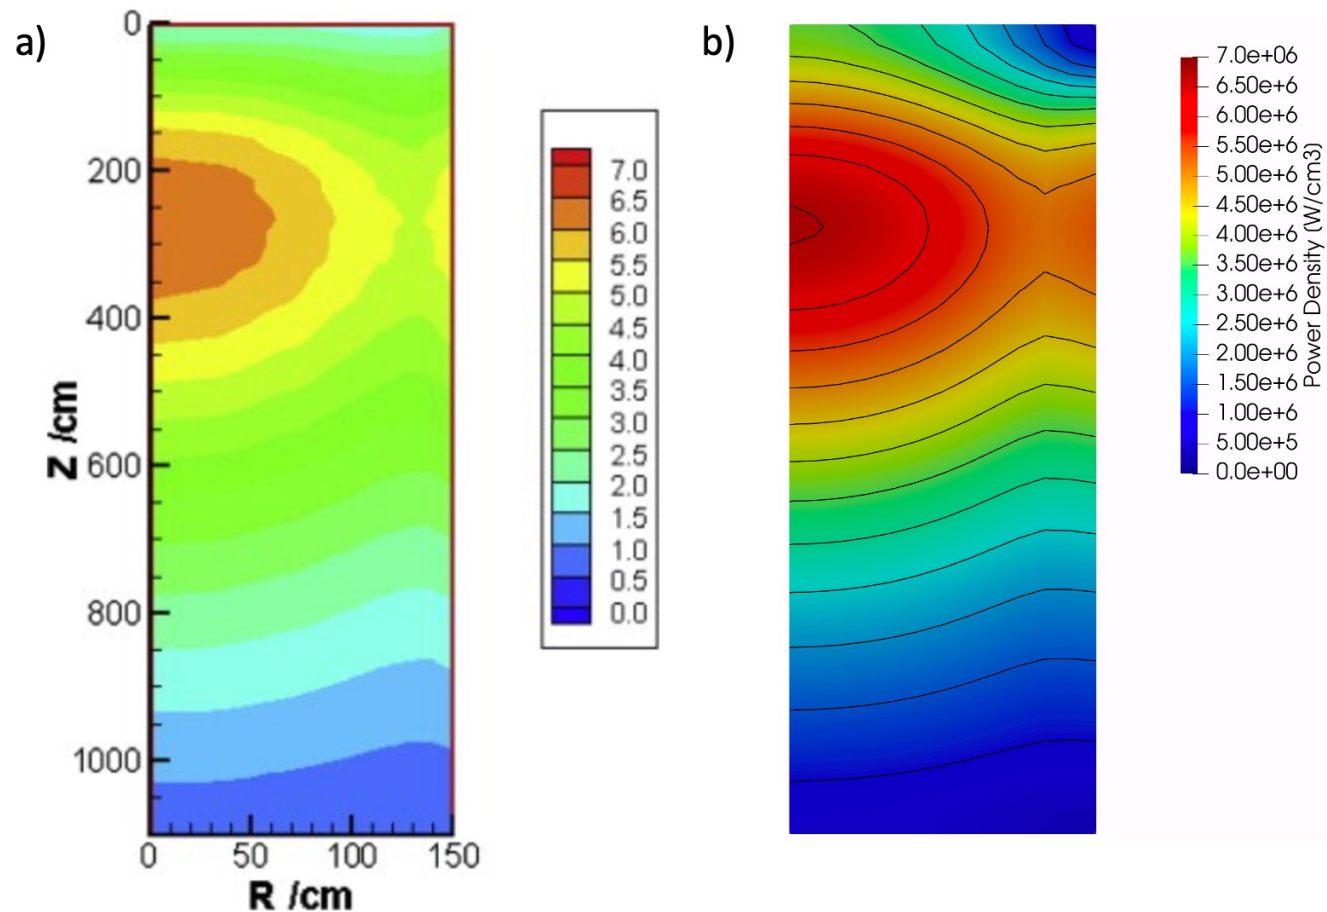 a)
0
200
400
600
800
1000
Z /cm
0 50 100 150
R /cm
7.0
6.5
6.0
5.5
5.0
4.5
4.0
3.5
3.0
2.5
2.0
1.5
1.0
0.5
0.0
b)
7.0e+06
6.50e+6
6.00e+6
5.50e+6
5.00e+6
4.50e+6
4.00e+6
3.50e+6
3.00e+6
2.50e+6
2.00e+6
1.50e+6
1.00e+6
5.00e+5
0.0e+00
Power Density (W/cm3)